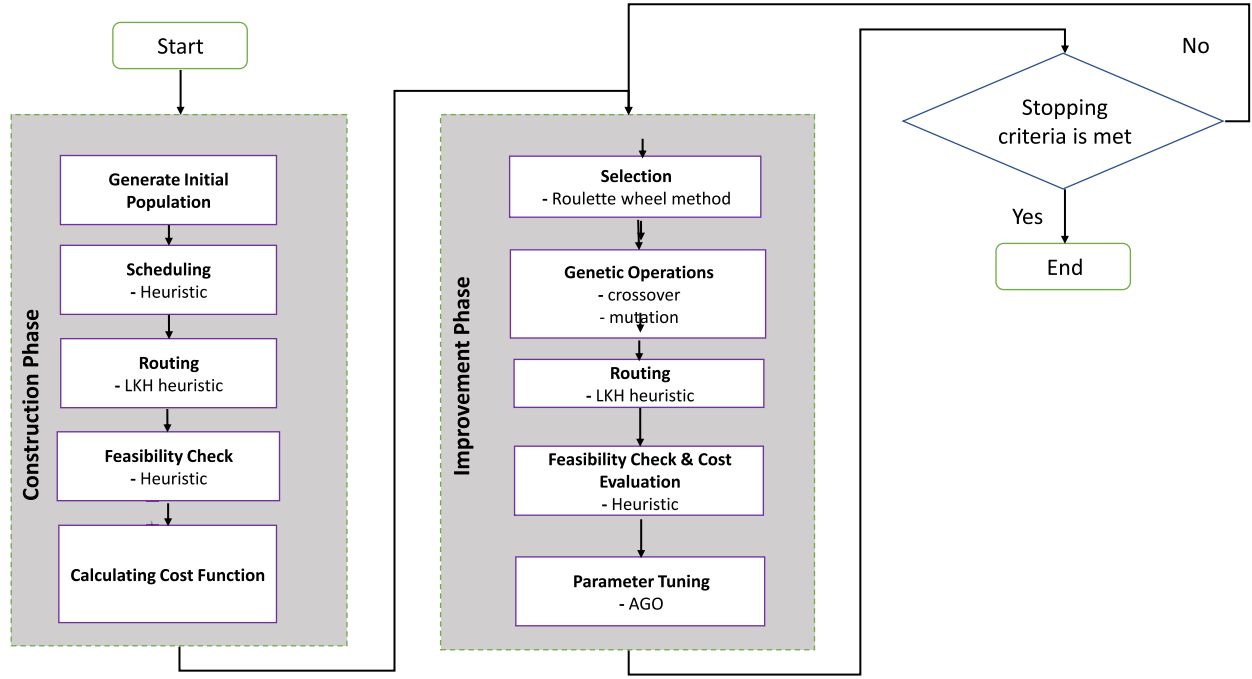 Start
Construction Phase
Generate Initial
Population
Scheduling
- Heuristic
Routing
- LKH heuristic
Feasibility Check
- Heuristic
Calculating Cost Function
Improvement Phase
Selection
- Roulette wheel method
Genetic Operations
- crossover
- mutation
Routing
- LKH heuristic
Feasibility Check & Cost
Evaluation
- Heuristic
Parameter Tuning
- AGO
Stopping
criteria is met
No
Yes
End